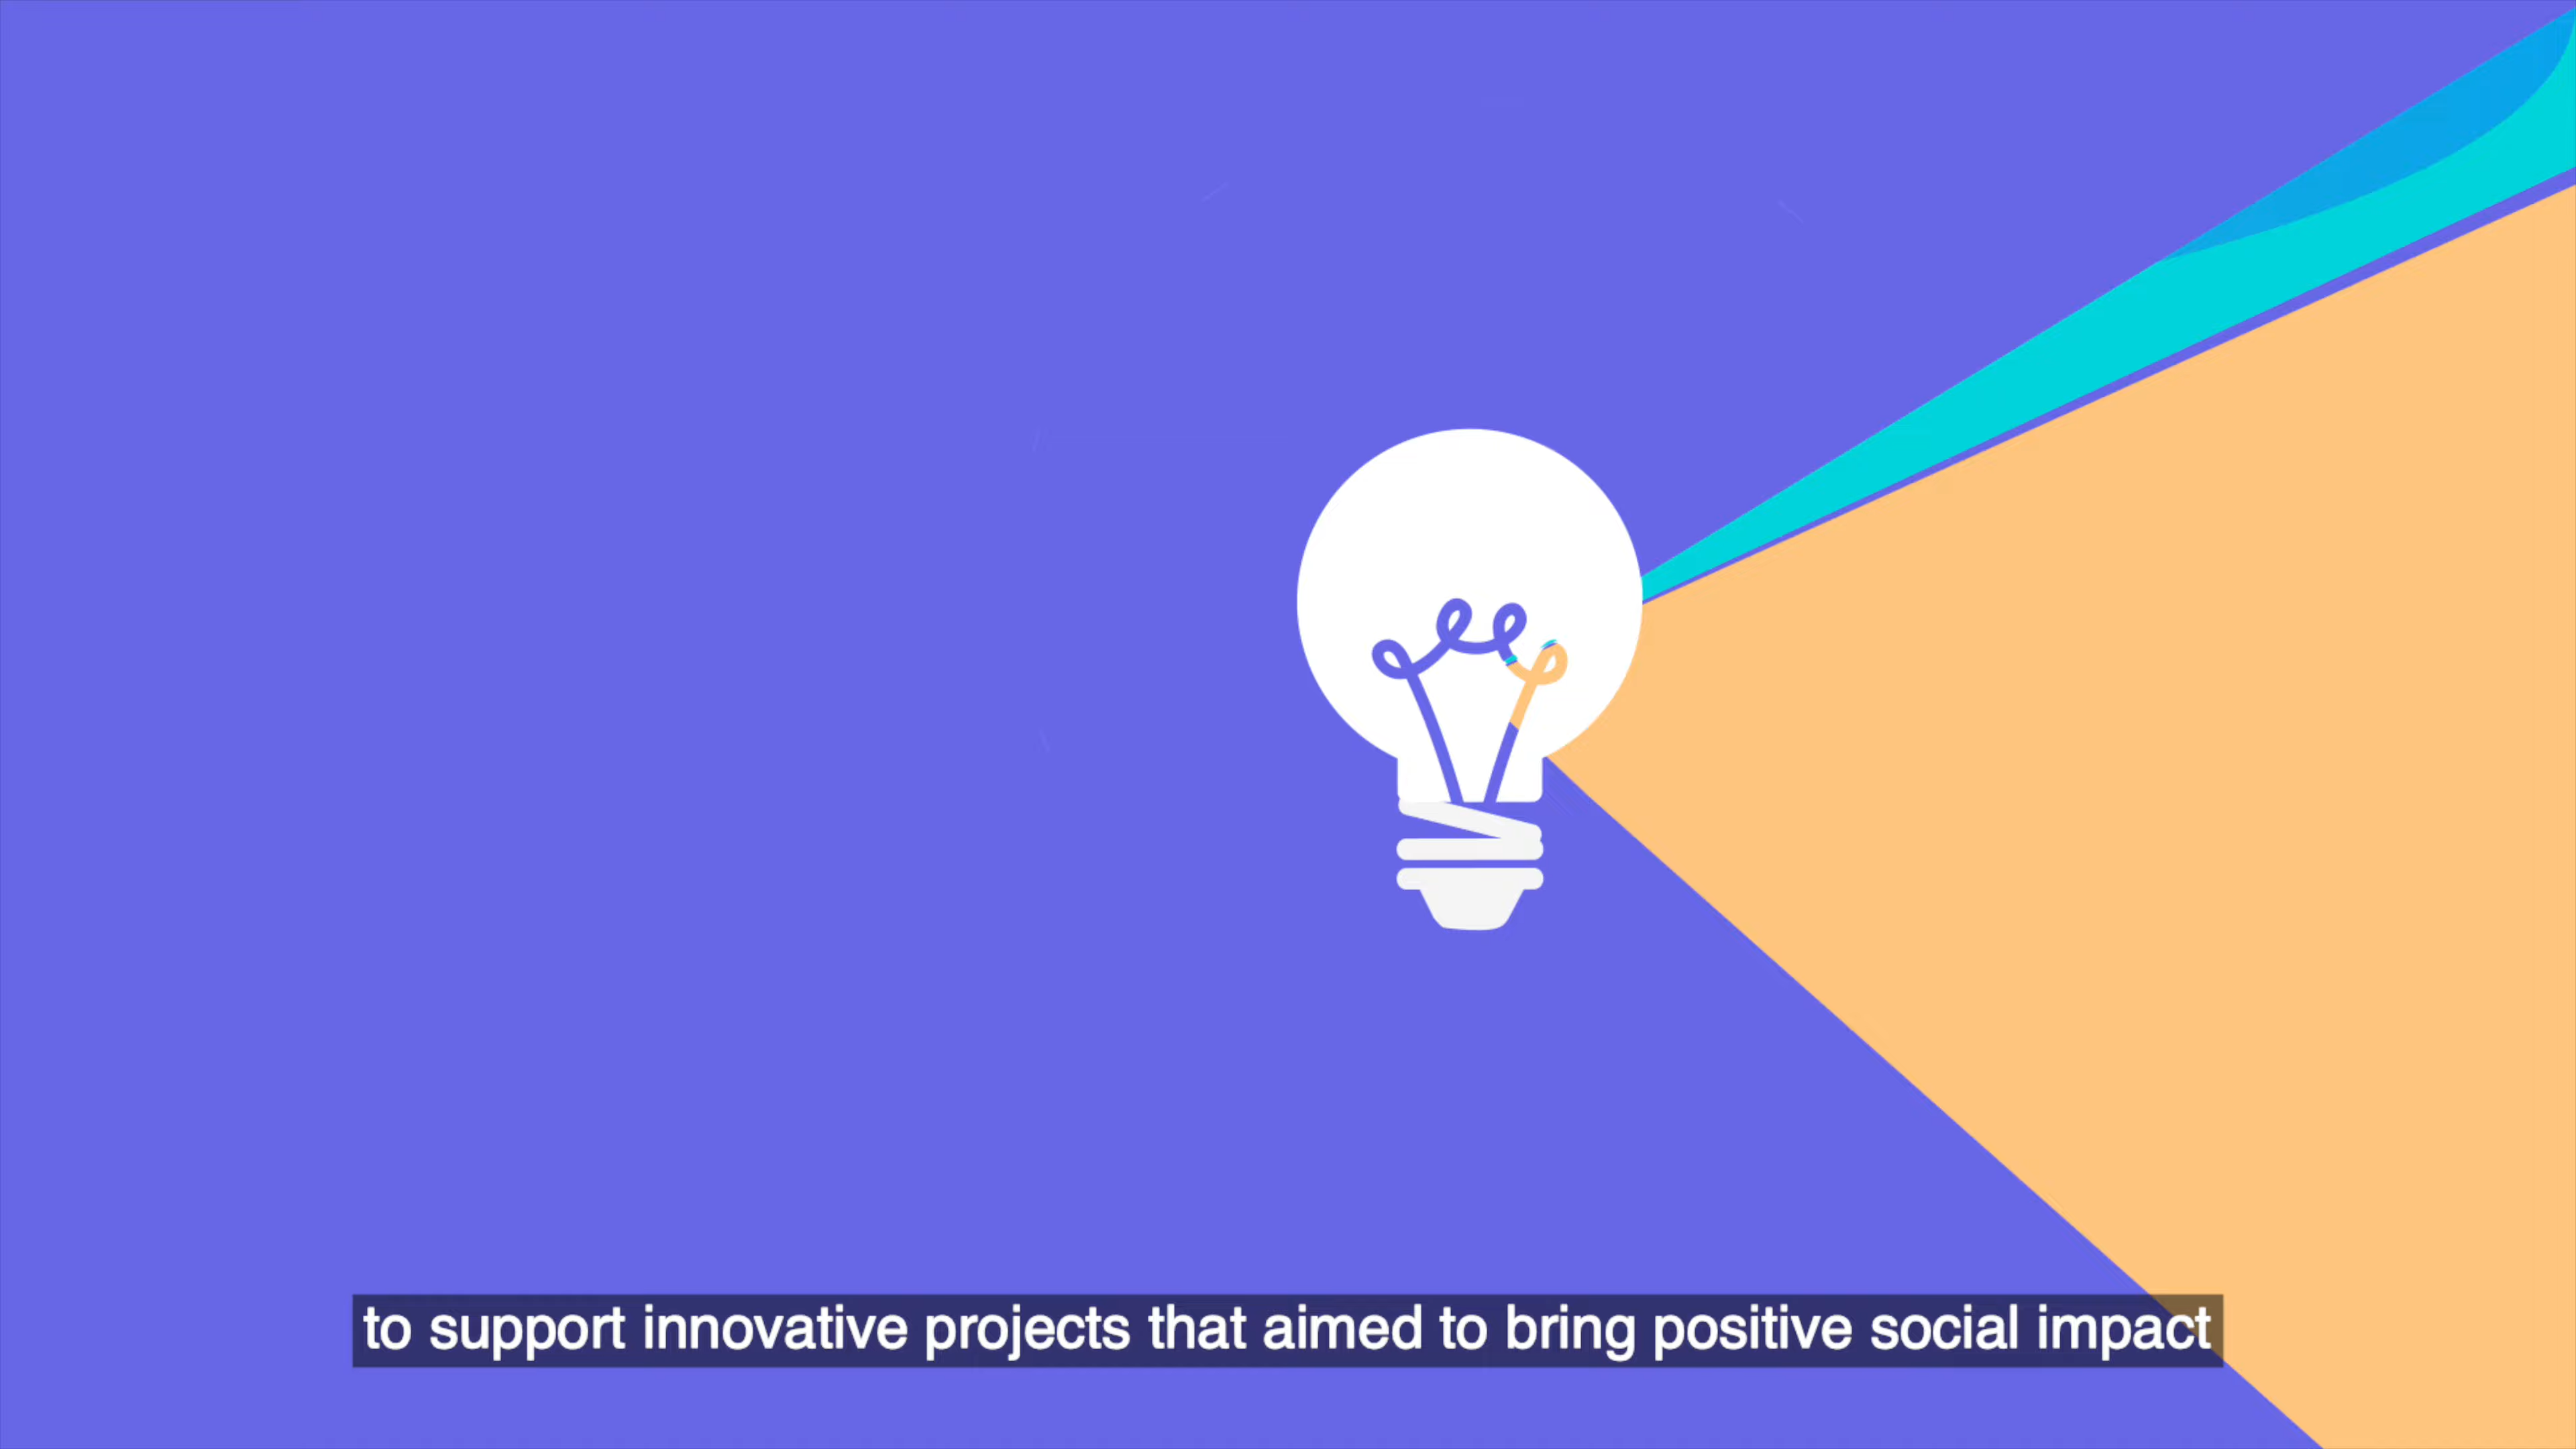 to support innovative projects that aimed to bring positive social impact